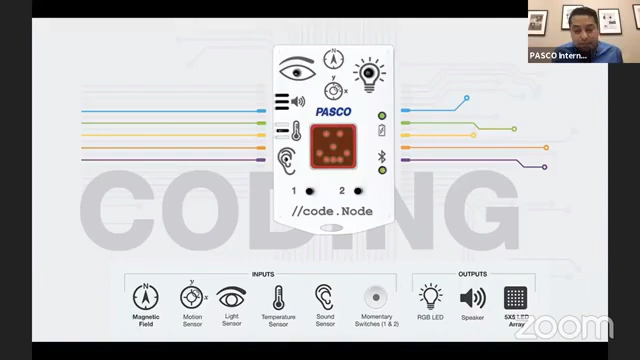 PASCO Intern...
N
y
x
PASCO
1 2
//code.Node
CODING
INPUTS
OUTPUTS
N
y
x
Magnetic Field
Motion Sensor
Light Sensor
Temperature Sensor
Sound Sensor
Momentary Switches (1 & 2)
RGB LED
Speaker
5X5 LED Array
zoom